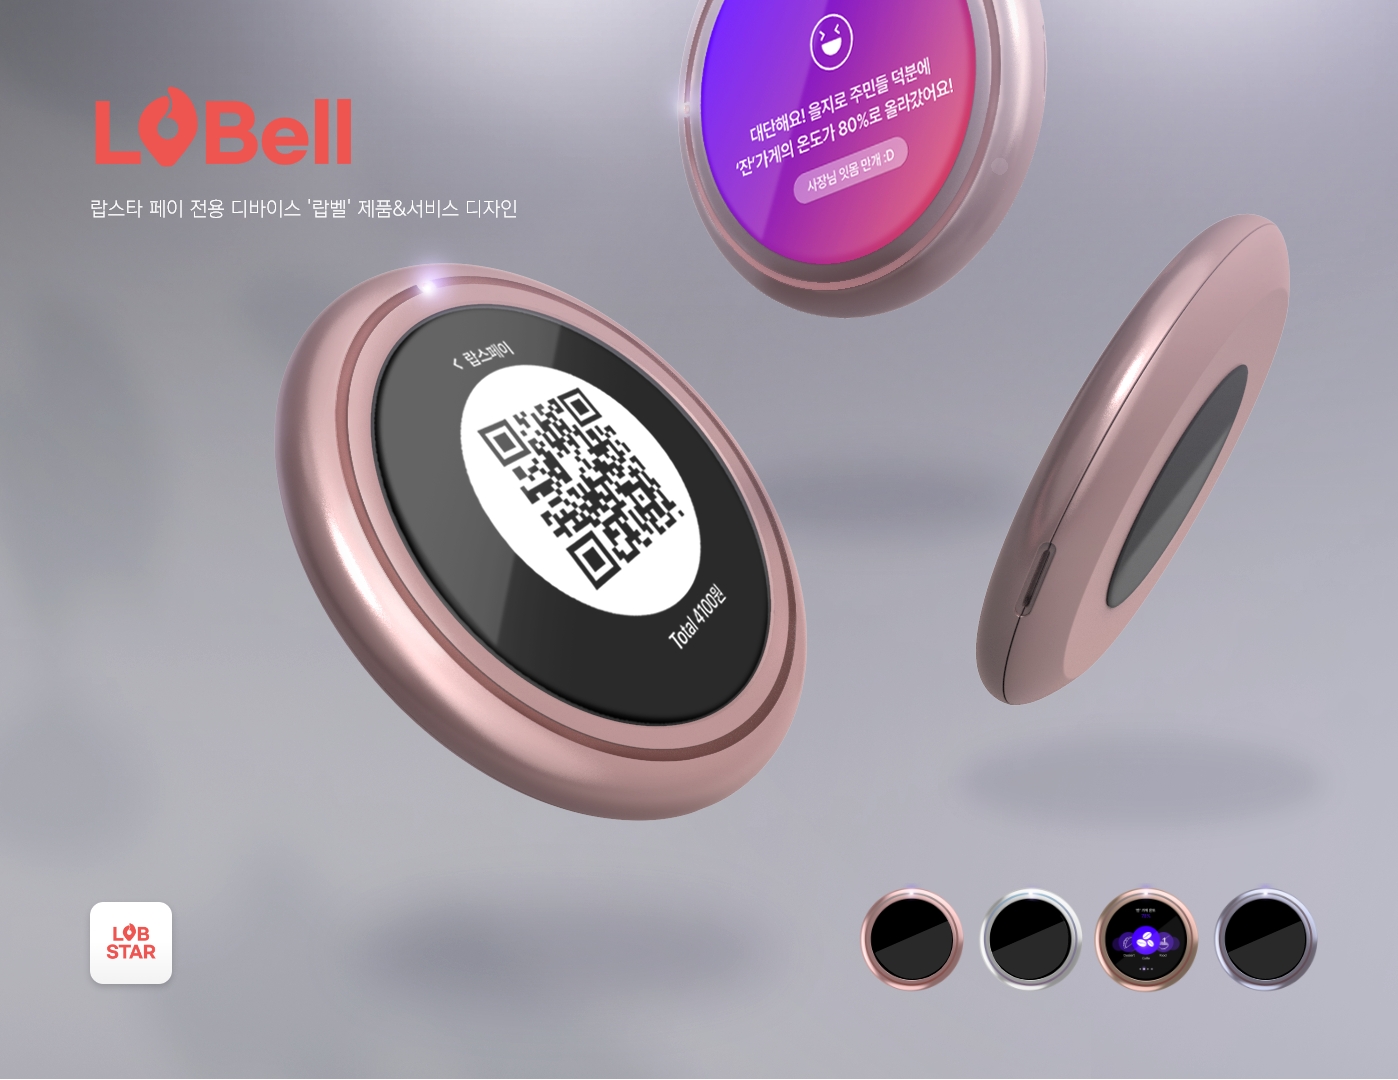 LOBell
랍스타 페이 전용 디바이스 '랍벨' 제품&서비스 디자인
대단해요! 을지로 주민들 덕분에
'잔'가게의 온도가 80%로 올라갔어요!
사장님 잇몸 만개 :D
< 랍스페이
Total 4100원
LOB
STAR